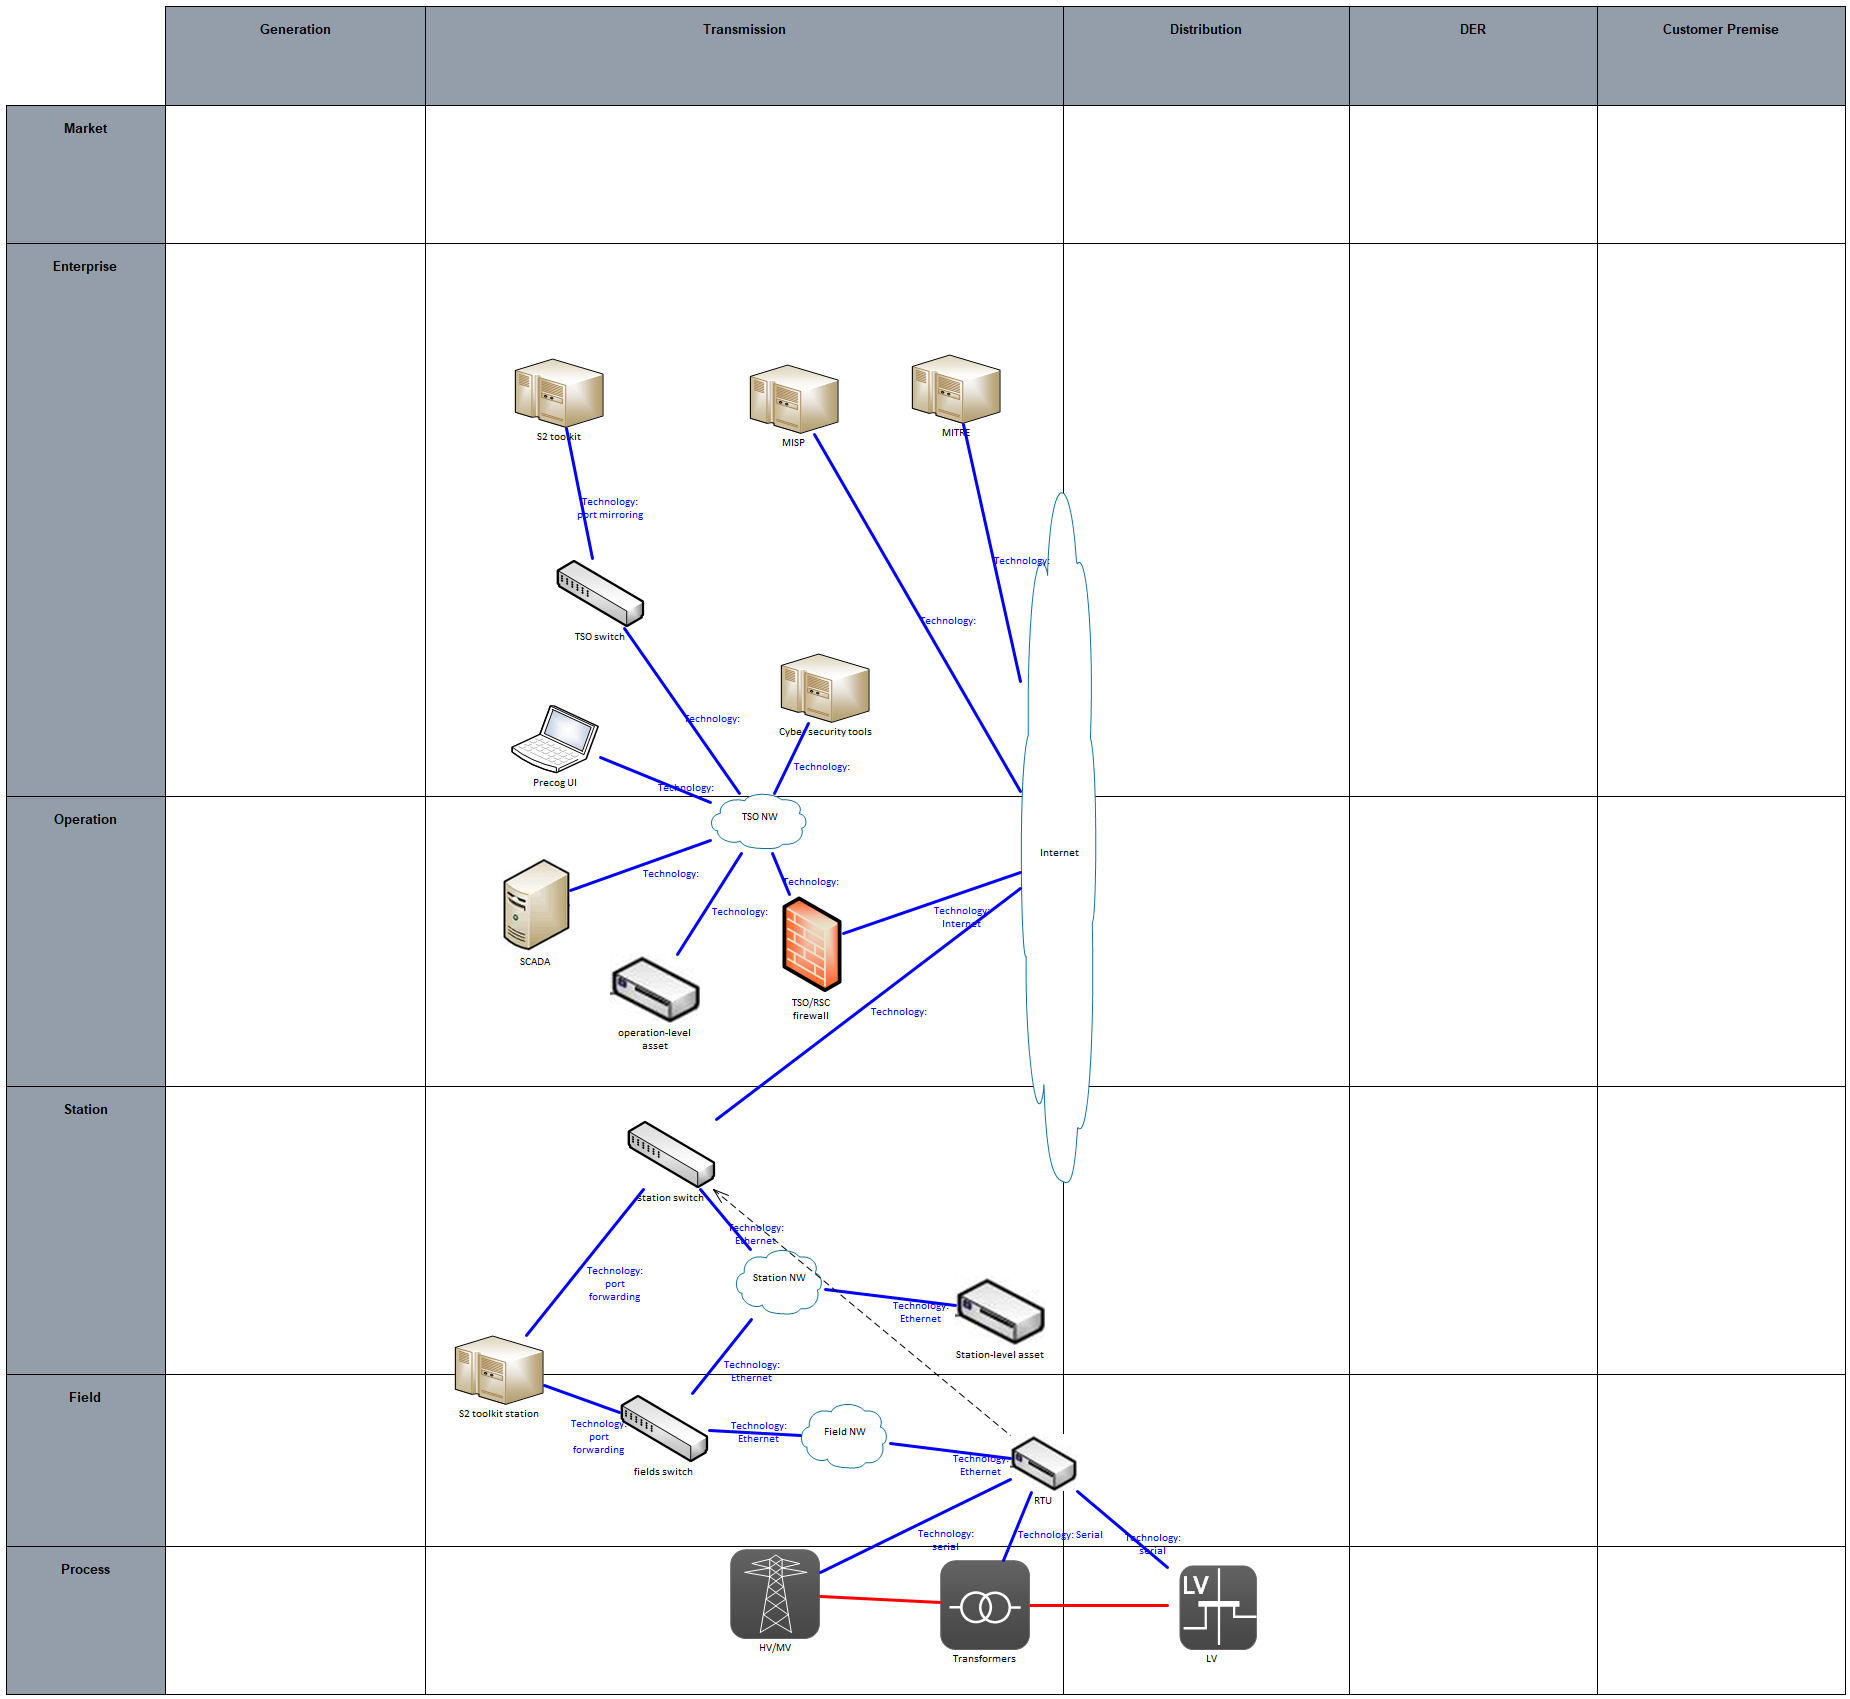 Generation
Transmission
Distribution
DER
Customer Premise
Market
Enterprise
S2 toolkit
MISP
MITRE
Technology:
port mirroring
Technology:
Technology:
TSO switch
Technology:
Cyber security tools
Technology:
Precog UI
Technology:
Operation
TSO NW
Internet
Technology:
Technology:
Technology:
Technology:
Internet
SCADA
TSO/RSC
firewall
Technology:
operation-level
asset
Station
station switch
Technology:
Ethernet
Technology:
port
forwarding
Station NW
Technology:
Ethernet
Station-level asset
Technology:
Ethernet
Field
S2 toolkit station
Technology:
port
forwarding
Technology:
Ethernet
Field NW
fields switch
Technology:
Ethernet
RTU
Technology:
serial
Technology: Serial
Technology:
serial
Process
LV
HV/MV
Transformers
LV